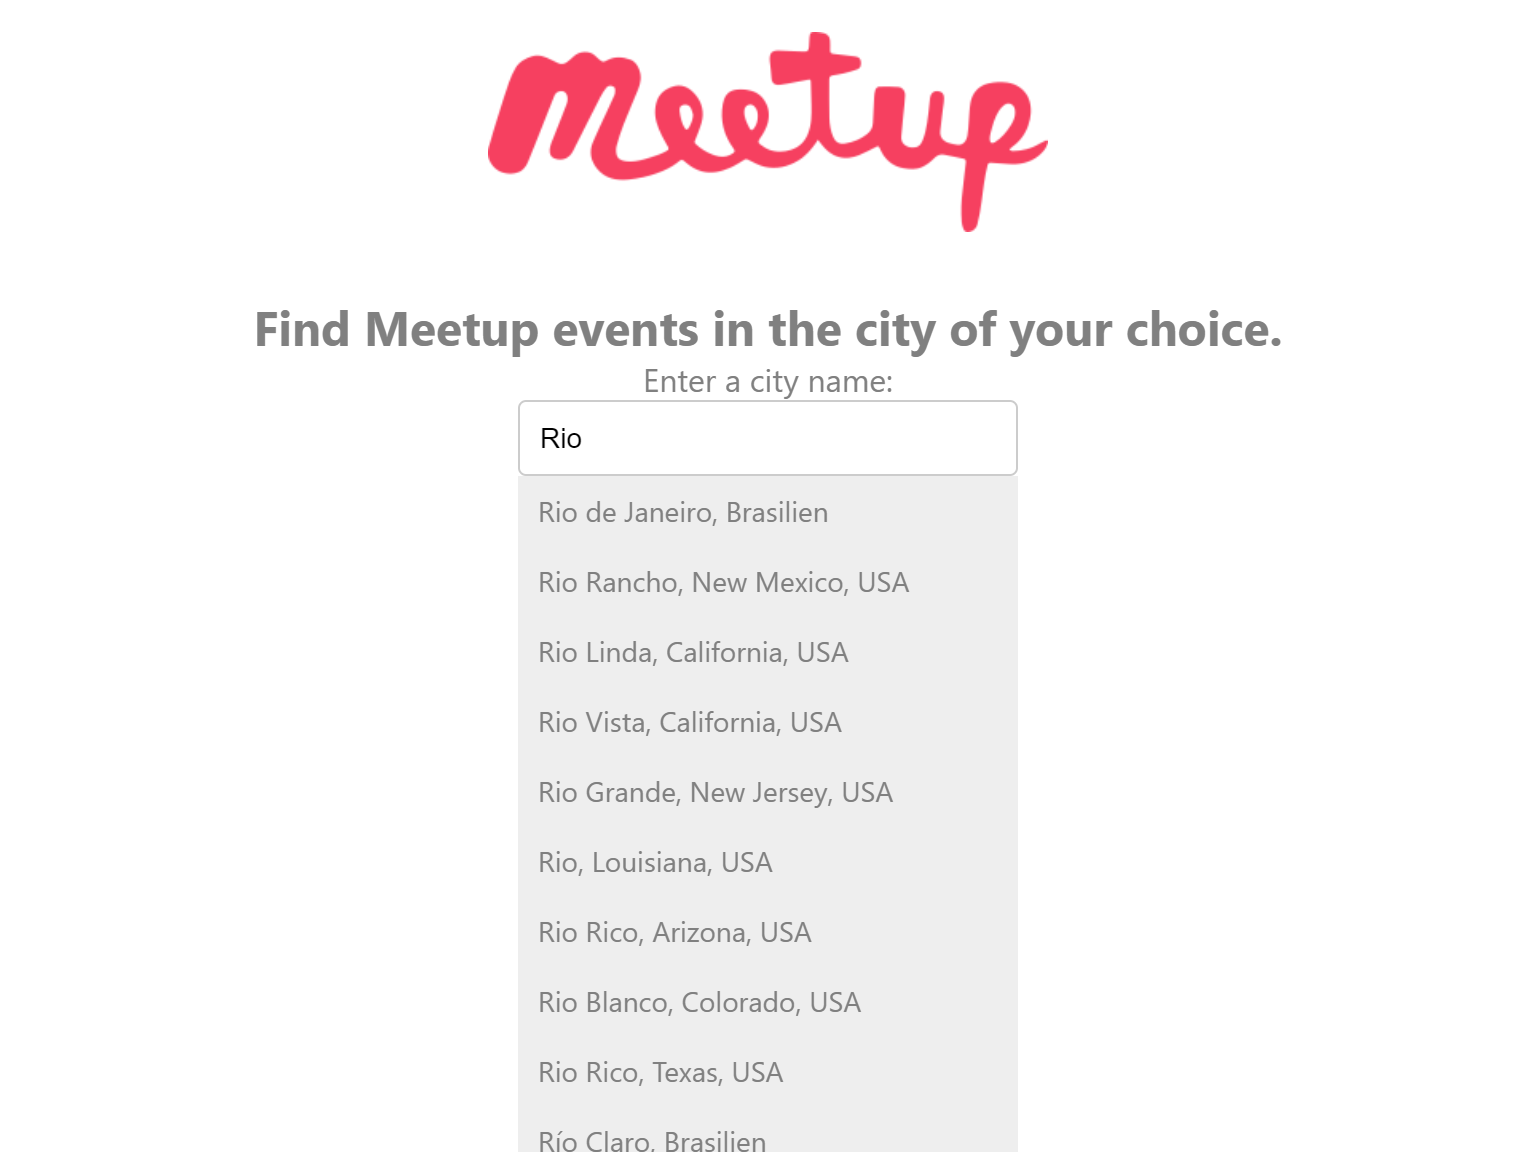 Meetup
Find Meetup events in the city of your choice.
Enter a city name:
Rio
Rio de Janeiro, Brasilien
Rio Rancho, New Mexico, USA
Rio Linda, California, USA
Rio Vista, California, USA
Rio Grande, New Jersey, USA
Rio, Louisiana, USA
Rio Rico, Arizona, USA
Rio Blanco, Colorado, USA
Rio Rico, Texas, USA
Río Claro, Brasilien